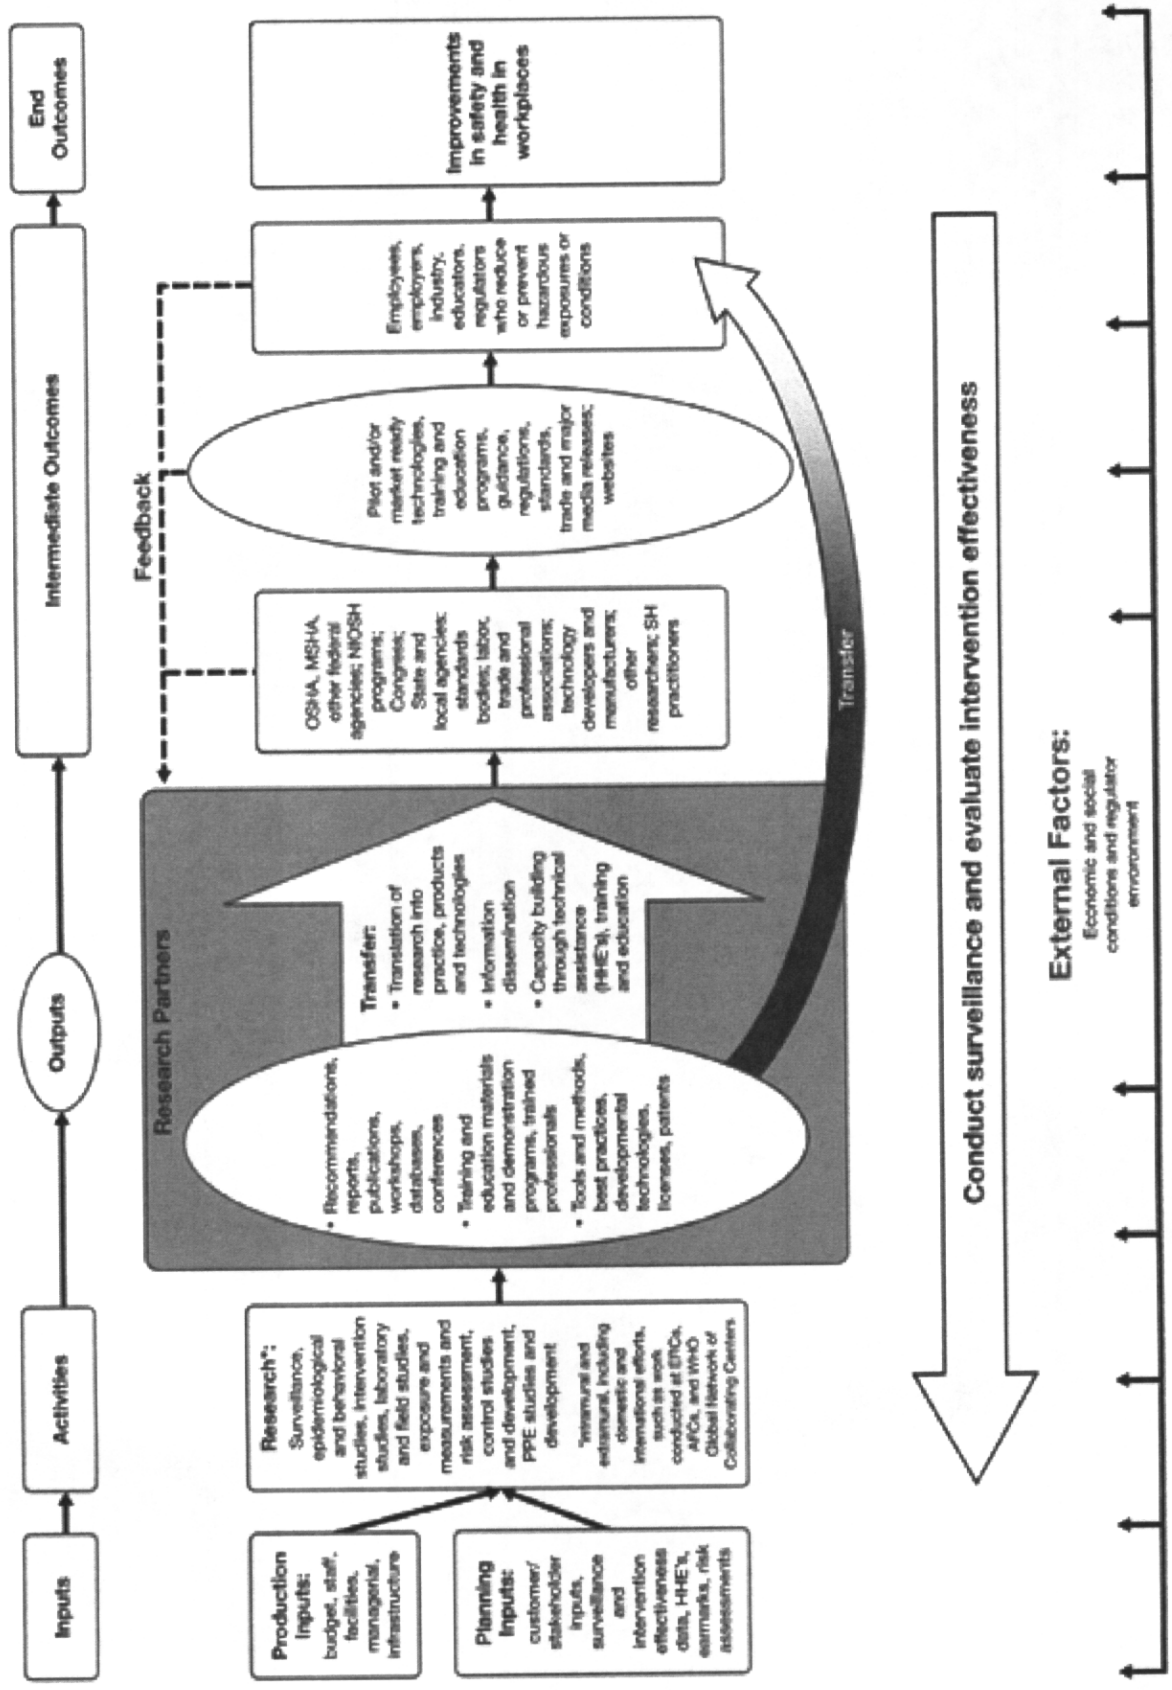 Inputs
Activities
Outputs
Intermediate Outcomes
End
Outcomes
Feedback
Production
Inputs:
budget, staff,
facilities,
managerial,
infrastructure
Planning
Inputs:
customer/
stakeholder
inputs,
surveillance
and
intervention
effectiveness
data, HHE's,
earmarks, risk
assessments
Research*:
Surveillance,
epidemiological
and behavioral
studies, intervention
studies, laboratory
and field studies,
exposure and
measurements and
risk assessment,
control studies
and development,
PPE studies and
development
*Intramural and
extramural, including
domestic and
international efforts,
such as work
conducted at ERCs,
AFCs, and WHO
Global Network of
Collaborating Centers
Research Partners
• Recommendations,
reports,
publications,
workshops,
databases,
conferences
• Training and
education materials
and demonstration
programs, trained
professionals
• Tools and methods,
best practices,
developmental
technologies,
licenses, patents
Transfer:
• Translation of
research into
practice, products
and technologies
• Information
dissemination
• Capacity building
through technical
assistance
(HHE's), training
and education
OSHA, MSHA,
other federal
agencies; NIOSH
programs;
Congress;
State and
local agencies;
standards
bodies; labor,
trade and
professional
associations;
technology
developers and
manufacturers;
other
researchers; SH
practitioners
Pilot and/or
market ready
technologies,
training and
education
programs,
guidance,
regulations,
standards,
trade and major
media releases;
websites
Employees,
employers,
industry,
educators,
regulators
who reduce
or prevent
hazardous
exposures or
conditions
Improvements
in safety and
health in
workplaces
Transfer
Conduct surveillance and evaluate intervention effectiveness
External Factors:
Economic and social
conditions and regulator
environment